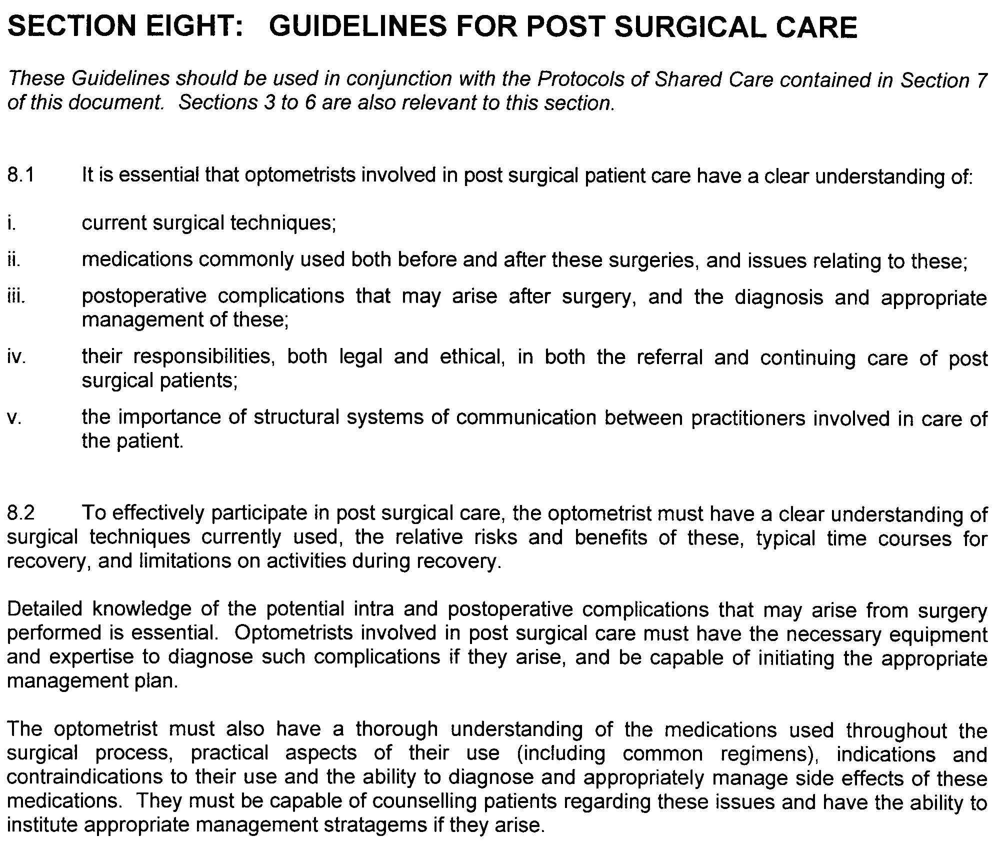 SECTION EIGHT: GUIDELINES FOR POST SURGICAL CARE
These Guidelines should be used in conjunction with the Protocols of Shared Care contained in Section 7
of this document. Sections 3 to 6 are also relevant to this section.
8.1 It is essential that optometrists involved in post surgical patient care have a clear understanding of:
i. current surgical techniques;
ii. medications commonly used both before and after these surgeries, and issues relating to these;
iii. postoperative complications that may arise after surgery, and the diagnosis and appropriate
management of these;
iv. their responsibilities, both legal and ethical, in both the referral and continuing care of post
surgical patients;
v. the importance of structural systems of communication between practitioners involved in care of
the patient.
8.2 To effectively participate in post surgical care, the optometrist must have a clear understanding of
surgical techniques currently used, the relative risks and benefits of these, typical time courses for
recovery, and limitations on activities during recovery.
Detailed knowledge of the potential intra and postoperative complications that may arise from surgery
performed is essential. Optometrists involved in post surgical care must have the necessary equipment
and expertise to diagnose such complications if they arise, and be capable of initiating the appropriate
management plan.
The optometrist must also have a thorough understanding of the medications used throughout the
surgical process, practical aspects of their use (including common regimens), indications and
contraindications to their use and the ability to diagnose and appropriately manage side effects of these
medications. They must be capable of counselling patients regarding these issues and have the ability to
institute appropriate management stratagems if they arise.